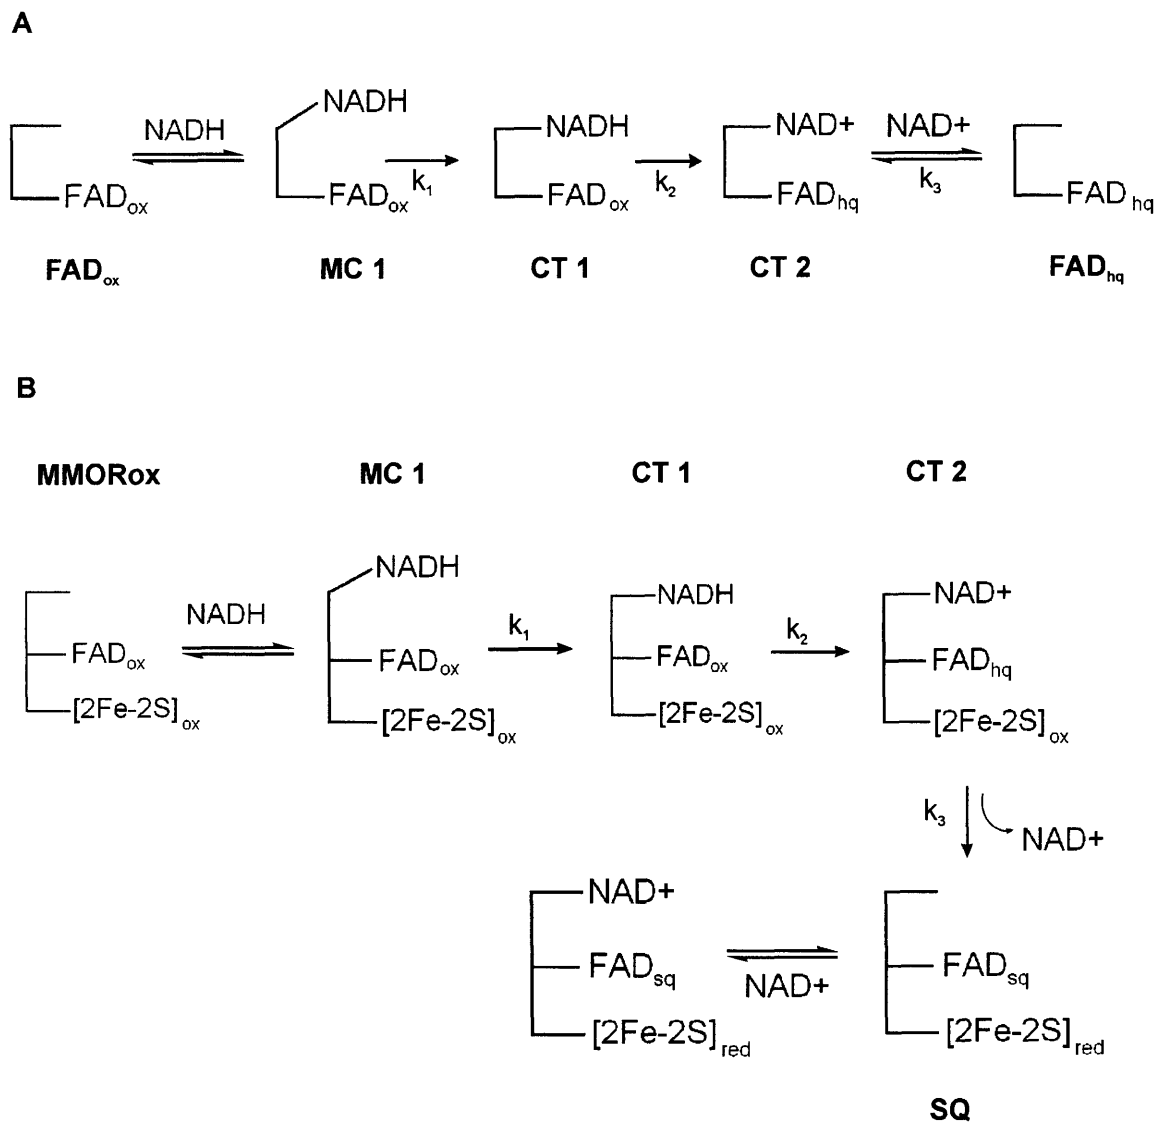 A
NADH
NADH
NADH
NAD+
NAD+
FADox
k1
FADox
FADox
k2
FADhq
k3
FADhq
FADox
MC 1
CT 1
CT 2
FADhq
B
MMORox
MC 1
CT 1
CT 2
NADH
NADH
NADH
NAD+
k1
k2
FADox
FADox
FADox
FADhq
[2Fe-2S]ox
[2Fe-2S]ox
[2Fe-2S]ox
[2Fe-2S]ox
k3
NAD+
NAD+
FADsq
NAD+
FADsq
[2Fe-2S]red
[2Fe-2S]red
SQ